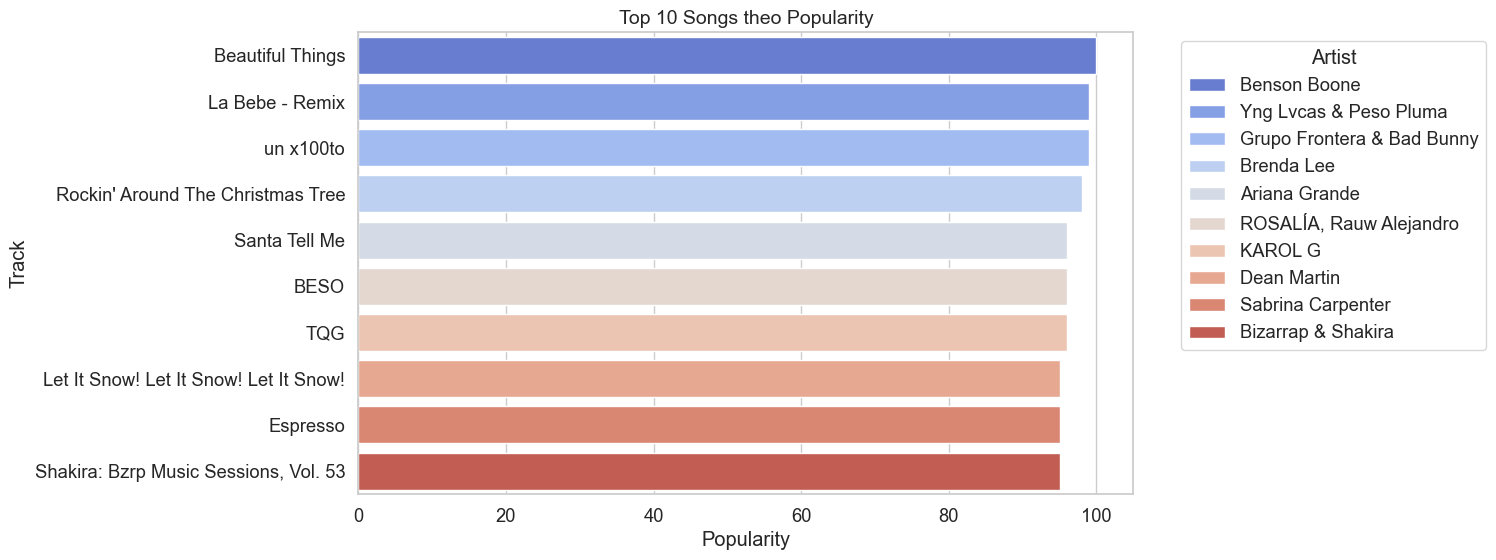 Top 10 Songs theo Popularity
Track
Beautiful Things
La Bebe - Remix
un x100to
Rockin' Around The Christmas Tree
Santa Tell Me
BESO
TQG
Let It Snow! Let It Snow! Let It Snow!
Espresso
Shakira: Bzrp Music Sessions, Vol. 53
0 20 40 60 80 100
Popularity
Artist
Benson Boone
Yng Lvcas & Peso Pluma
Grupo Frontera & Bad Bunny
Brenda Lee
Ariana Grande
ROSALÍA, Rauw Alejandro
KAROL G
Dean Martin
Sabrina Carpenter
Bizarrap & Shakira